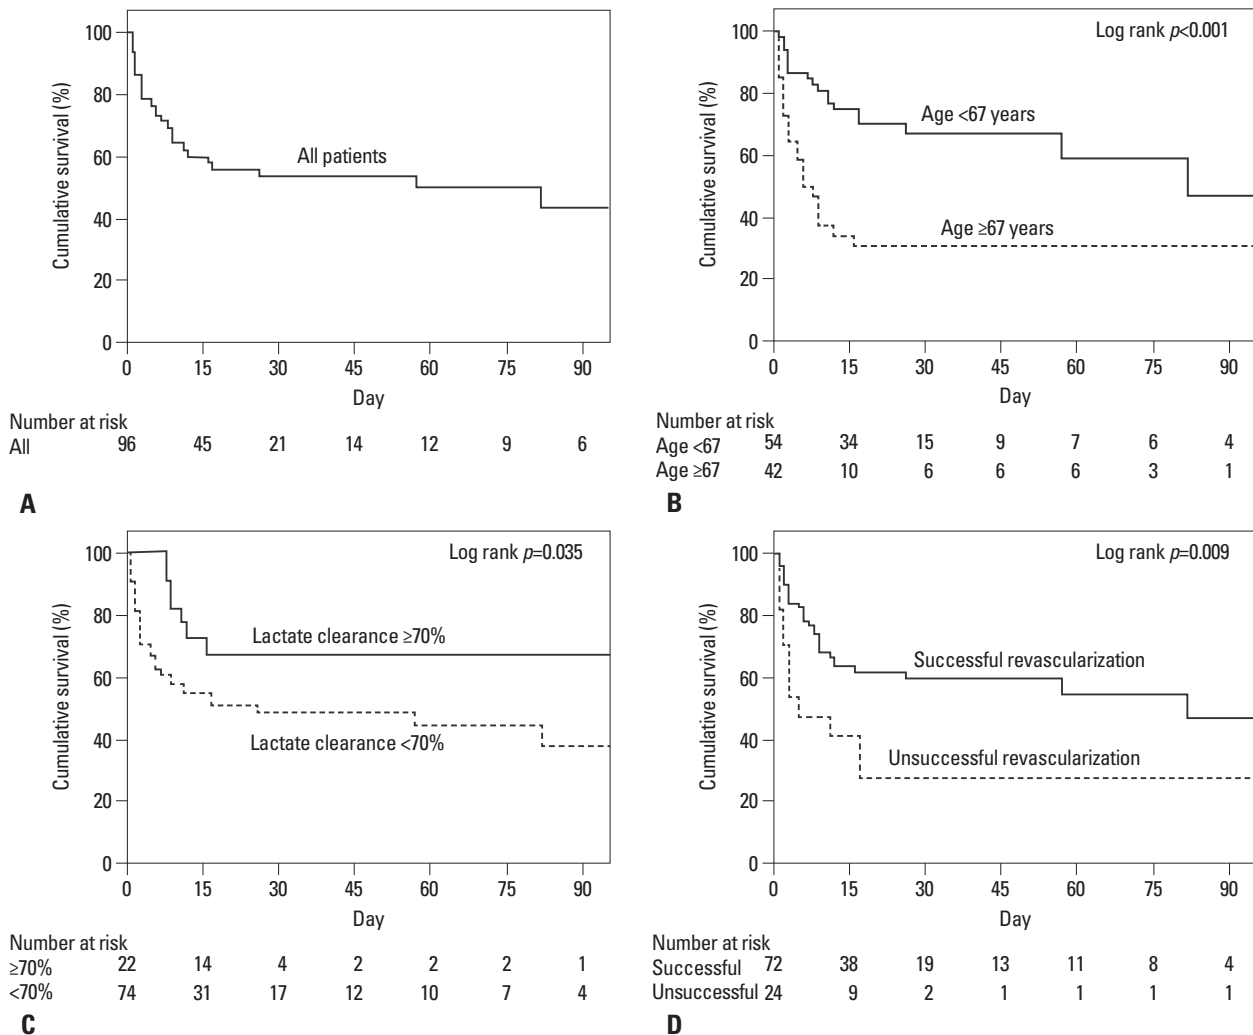 100
80
60
40
20
0
Cumulative survival (%)
All patients
0 15 30 45 60 75 90
Day
Number at risk
All 96 45 21 14 12 9 6
A
Log rank p<0.001
100
80
60
40
20
0
Cumulative survival (%)
Age <67 years
Age ≥67 years
0 15 30 45 60 75 90
Day
Number at risk
Age <67 54 34 15 9 7 6 4
Age ≥67 42 10 6 6 6 3 1
B
Log rank p=0.035
100
80
60
40
20
0
Cumulative survival (%)
Lactate clearance ≥70%
Lactate clearance <70%
0 15 30 45 60 75 90
Day
Number at risk
≥70% 22 14 4 2 2 2 1
<70% 74 31 17 12 10 7 4
C
Log rank p=0.009
100
80
60
40
20
0
Cumulative survival (%)
Successful revascularization
Unsuccessful revascularization
0 15 30 45 60 75 90
Day
Number at risk
Successful 72 38 19 13 11 8 4
Unsuccessful 24 9 2 1 1 1 1
D